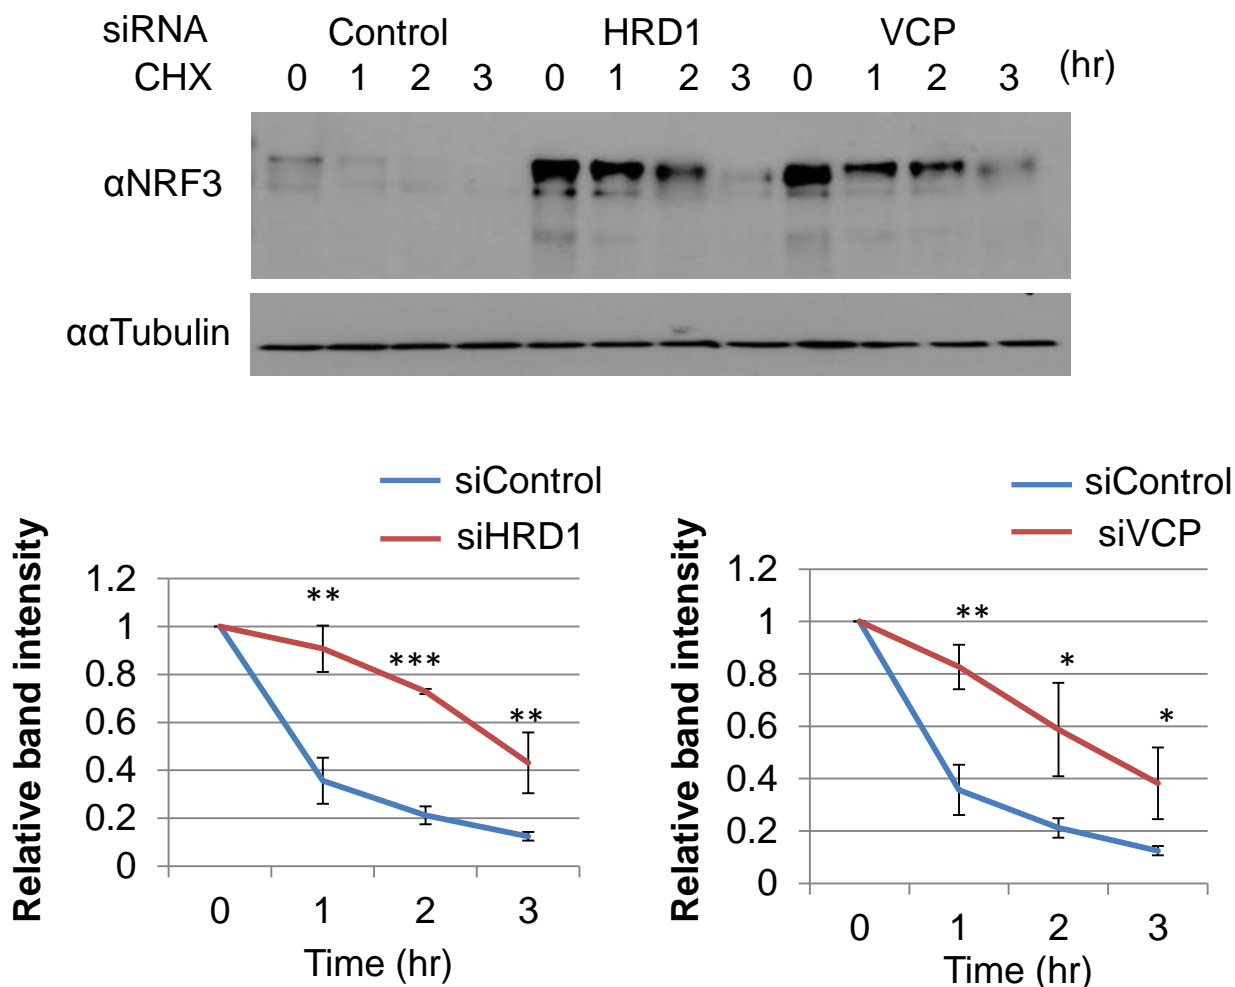 siRNA Control HRD1 VCP
CHX 0 1 2 3 0 1 2 3 0 1 2 3 (hr)
αNRF3
ααTubulin
siControl
siHRD1
Relative band intensity
1.2
1
0.8
0.6
0.4
0.2
0
**
***
**
0 1 2 3
Time (hr)
siControl
siVCP
Relative band intensity
1.2
1
0.8
0.6
0.4
0.2
0
**
*
*
0 1 2 3
Time (hr)